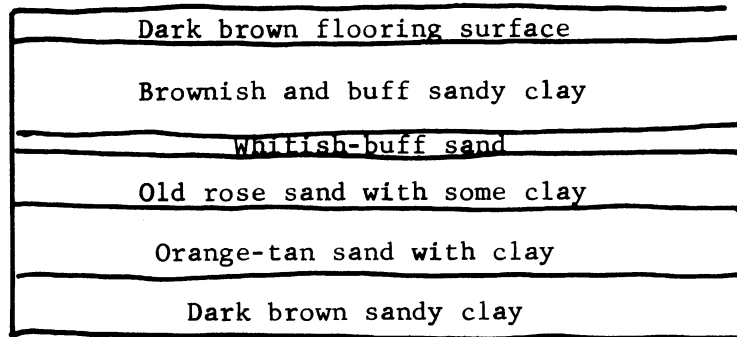 Dark brown flooring surface
Brownish and buff sandy clay
Whitish-buff sand
Old rose sand with some clay
Orange-tan sand with clay
Dark brown sandy clay